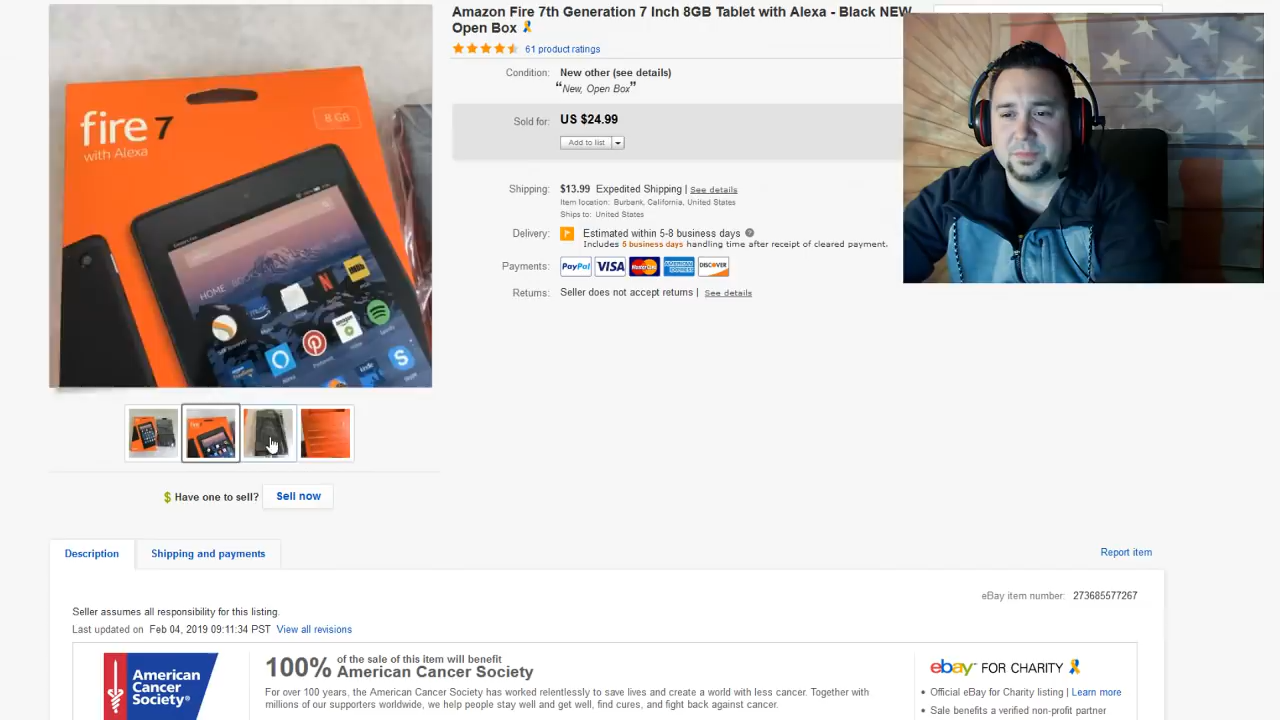 Amazon Fire 7th Generation 7 Inch 8GB Tablet with Alexa - Black NEW
Open Box
61 product ratings
Condition: New other (see details)
"New, Open Box"
Sold for: US $24.99
Add to list
Shipping: $13.99 Expedited Shipping | See details
Item location: Burbank, California, United States
Ships to: United States
Delivery: Estimated within 5-8 business days
Includes 5 business days handling time after receipt of cleared payment.
Payments: PayPal VISA MasterCard AMERICAN EXPRESS DISCOVER
Returns: Seller does not accept returns | See details
fire 7
with Alexa
8 GB
HOME
IMDb
$ Have one to sell? Sell now
Description Shipping and payments
Report item
eBay item number: 273685577267
Seller assumes all responsibility for this listing.
Last updated on Feb 04, 2019 09:11:34 PST View all revisions
American
Cancer
Society®
100% of the sale of this item will benefit
American Cancer Society
For over 100 years, the American Cancer Society has worked relentlessly to save lives and create a world with less cancer. Together with
millions of our supporters worldwide, we help people stay well and get well, find cures, and fight back against cancer.
ebay FOR CHARITY
• Official eBay for Charity listing | Learn more
• Sale benefits a verified non-profit partner